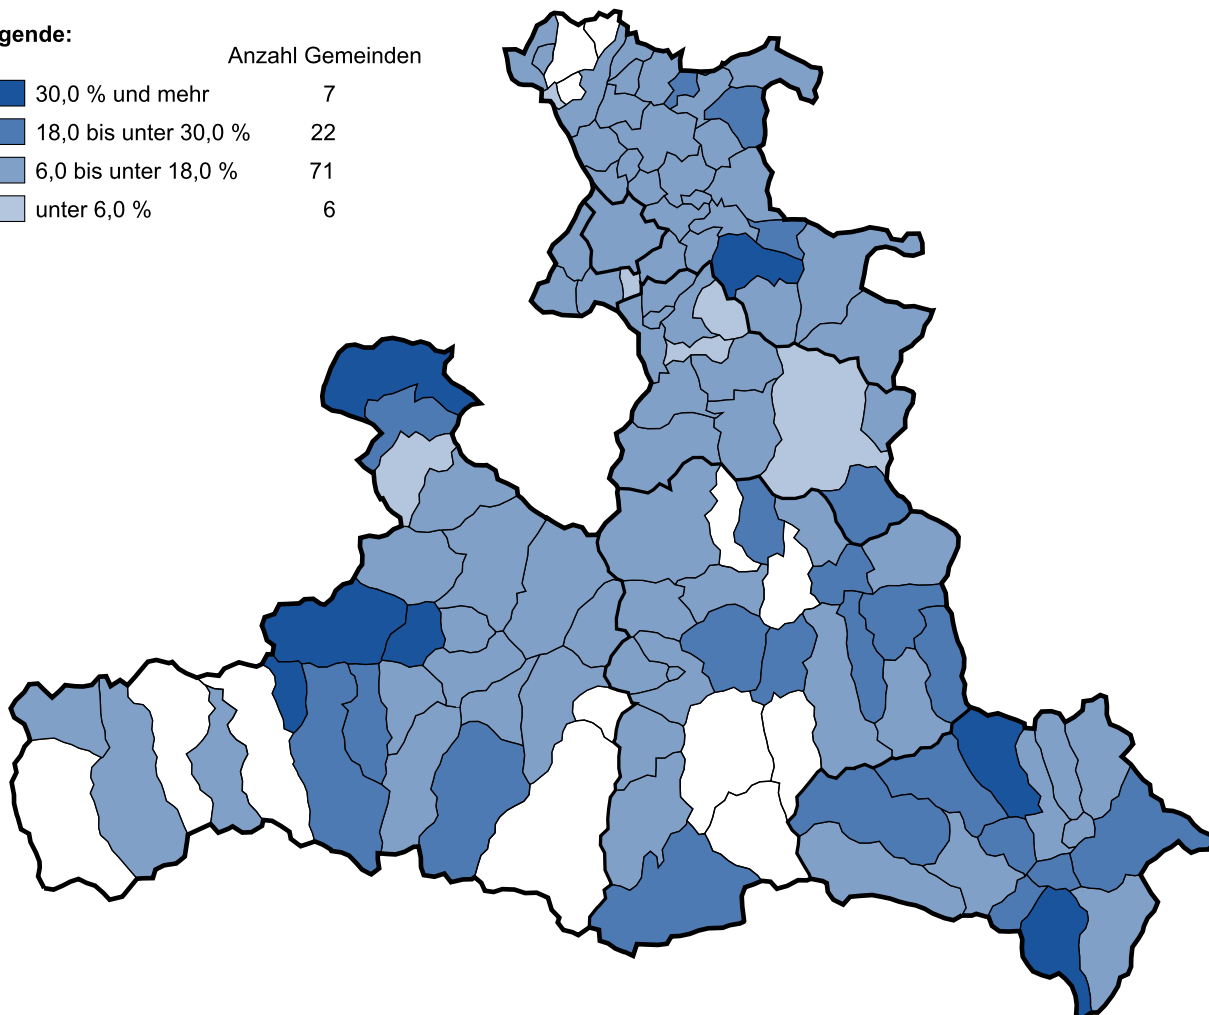 gende:
Anzahl Gemeinden
30,0 % und mehr 7
18,0 bis unter 30,0 % 22
6,0 bis unter 18,0 % 71
unter 6,0 % 6